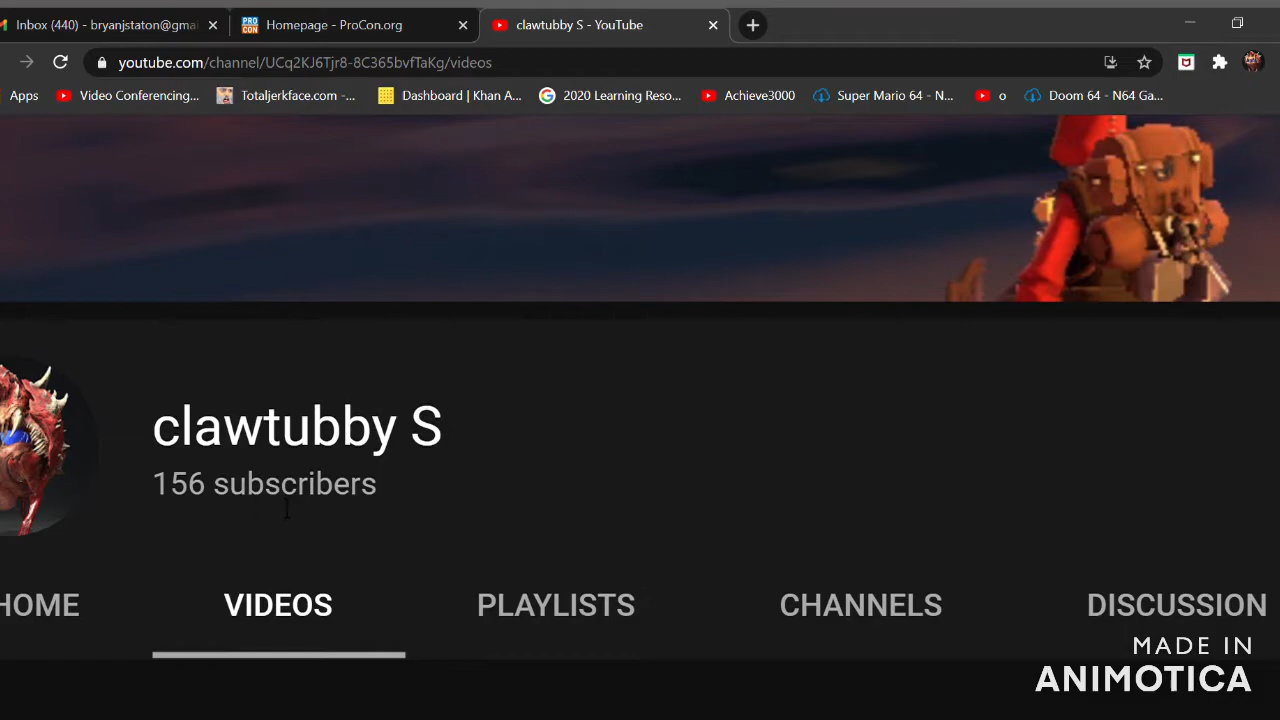 Inbox (440) - bryanjstaton@gma
PRO CON
Homepage - ProCon.org
clawtubby S - YouTube
youtube.com/channel/UCq2KJ6Tjr8-8C365bvfTaKg/videos
Apps
Video Conferencing...
Totaljerkface.com -...
Dashboard | Khan A...
2020 Learning Reso...
Achieve3000
Super Mario 64 - N...
o
Doom 64 - N64 Ga...
clawtubby S
156 subscribers
HOME
VIDEOS
PLAYLISTS
CHANNELS
DISCUSSION
MADE IN
ANIMOTICA